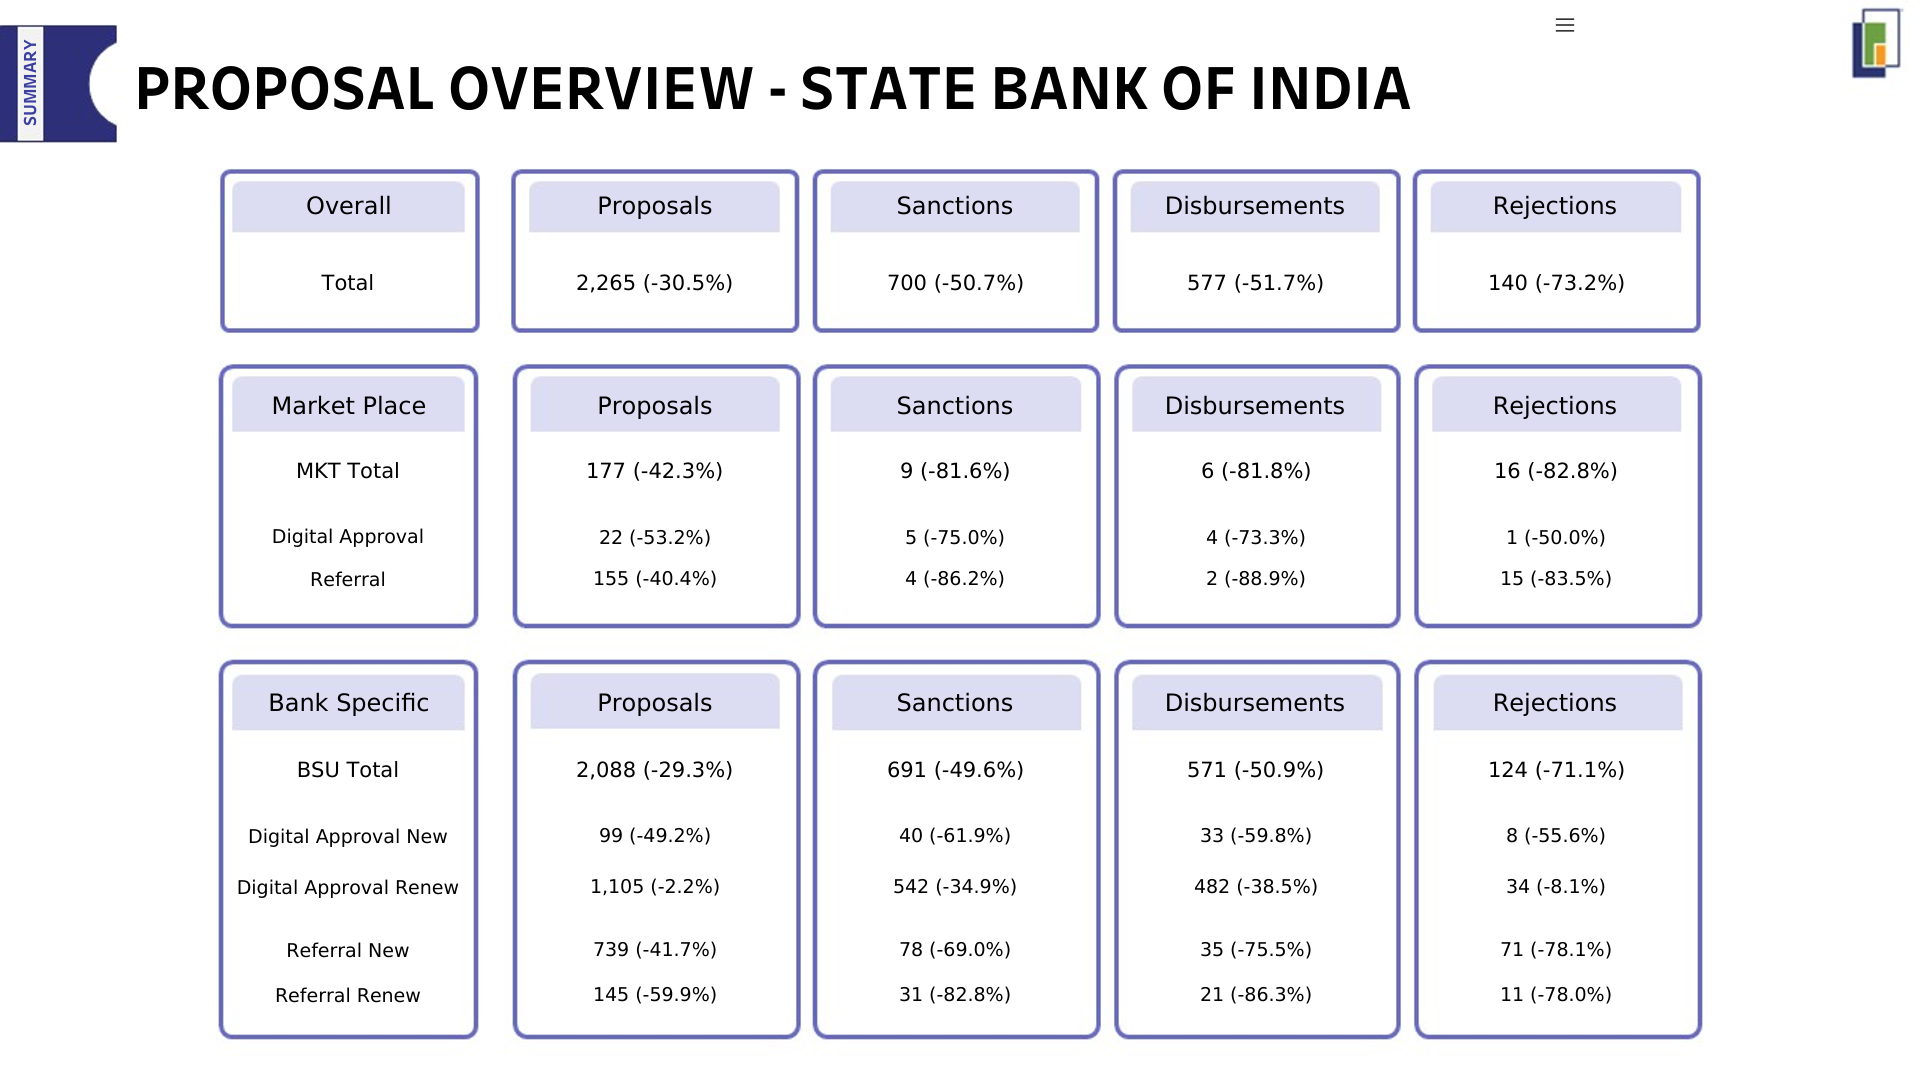 SUMMARY
PROPOSAL OVERVIEW - STATE BANK OF INDIA
Overall Proposals Sanctions Disbursements Rejections
Total 2,265 (-30.5%) 700 (-50.7%) 577 (-51.7%) 140 (-73.2%)
Market Place Proposals Sanctions Disbursements Rejections
MKT Total 177 (-42.3%) 9 (-81.6%) 6 (-81.8%) 16 (-82.8%)
Digital Approval 22 (-53.2%) 5 (-75.0%) 4 (-73.3%) 1 (-50.0%)
Referral 155 (-40.4%) 4 (-86.2%) 2 (-88.9%) 15 (-83.5%)
Bank Specific Proposals Sanctions Disbursements Rejections
BSU Total 2,088 (-29.3%) 691 (-49.6%) 571 (-50.9%) 124 (-71.1%)
Digital Approval New 99 (-49.2%) 40 (-61.9%) 33 (-59.8%) 8 (-55.6%)
Digital Approval Renew 1,105 (-2.2%) 542 (-34.9%) 482 (-38.5%) 34 (-8.1%)
Referral New 739 (-41.7%) 78 (-69.0%) 35 (-75.5%) 71 (-78.1%)
Referral Renew 145 (-59.9%) 31 (-82.8%) 21 (-86.3%) 11 (-78.0%)